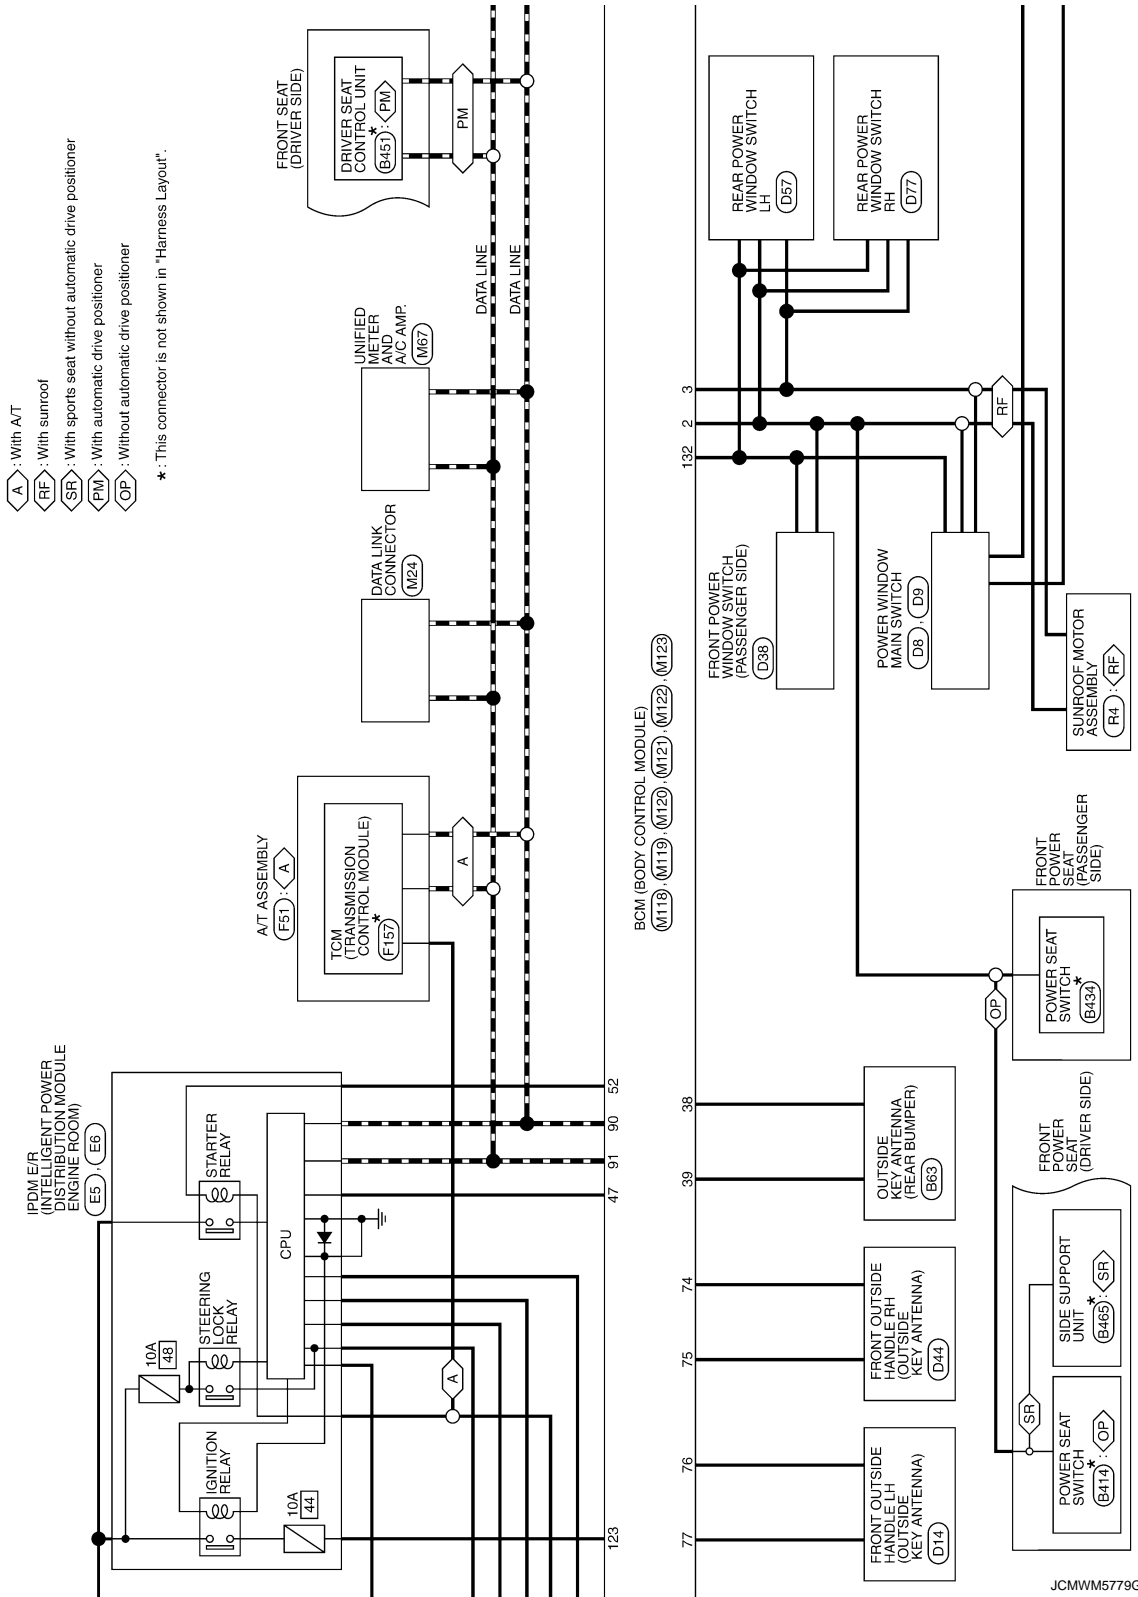 A : With A/T
RF : With sunroof
SR : With sports seat without automatic drive positioner
PM : With automatic drive positioner
OP : Without automatic drive positioner
* : This connector is not shown in "Harness Layout".
IPDM E/R
(INTELLIGENT POWER
DISTRIBUTION MODULE
ENGINE ROOM)
E5 , E6
IGNITION
RELAY
10A
44
10A
48
STEERING
LOCK
RELAY
STARTER
RELAY
CPU
A
A/T ASSEMBLY
F51 : A
TCM
(TRANSMISSION
CONTROL MODULE)
*
F157
A
DATA LINK
CONNECTOR
M24
UNIFIED
METER
AND
A/C AMP.
M67
DATA LINE
DATA LINE
FRONT SEAT
(DRIVER SIDE)
DRIVER SEAT
CONTROL UNIT
*
B451 : PM
PM
123
47
91
90
52
BCM (BODY CONTROL MODULE)
M118 , M119 , M120 , M121 , M122 , M123
77
76
75
74
39
38
132
2
3
FRONT OUTSIDE
HANDLE LH
(OUTSIDE
KEY ANTENNA)
D14
FRONT OUTSIDE
HANDLE RH
(OUTSIDE
KEY ANTENNA)
D44
OUTSIDE
KEY ANTENNA
(REAR BUMPER)
B63
FRONT POWER
WINDOW SWITCH
(PASSENGER SIDE)
D38
POWER WINDOW
MAIN SWITCH
D8 , D9
REAR POWER
WINDOW SWITCH
LH
D57
REAR POWER
WINDOW SWITCH
RH
D77
RF
SUNROOF MOTOR
ASSEMBLY
R4 : RF
FRONT
POWER
SEAT
(DRIVER SIDE)
POWER SEAT
SWITCH
*
B414 : OP
SR
SIDE SUPPORT
UNIT
*
B465 : SR
OP
FRONT
POWER
SEAT
(PASSENGER
SIDE)
POWER SEAT
SWITCH
*
B434
JCMWM5779G